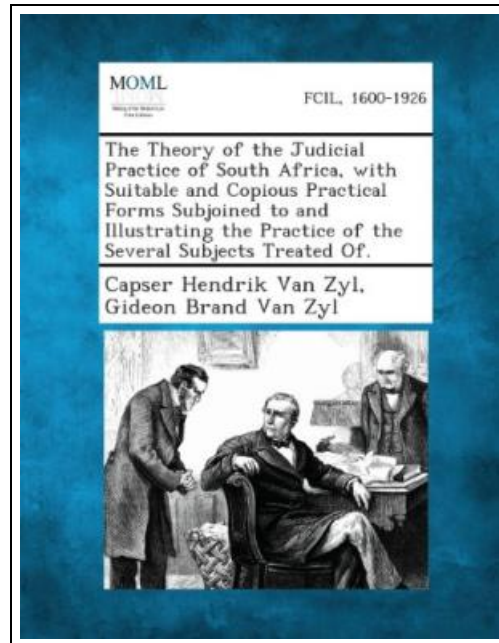 MOML
FCIL, 1600-1926
The Theory of the Judicial
Practice of South Africa, with
Suitable and Copious Practical
Forms Subjoined to and
Illustrating the Practice of the
Several Subjects Treated Of.
Capser Hendrik Van Zyl,
Gideon Brand Van Zyl